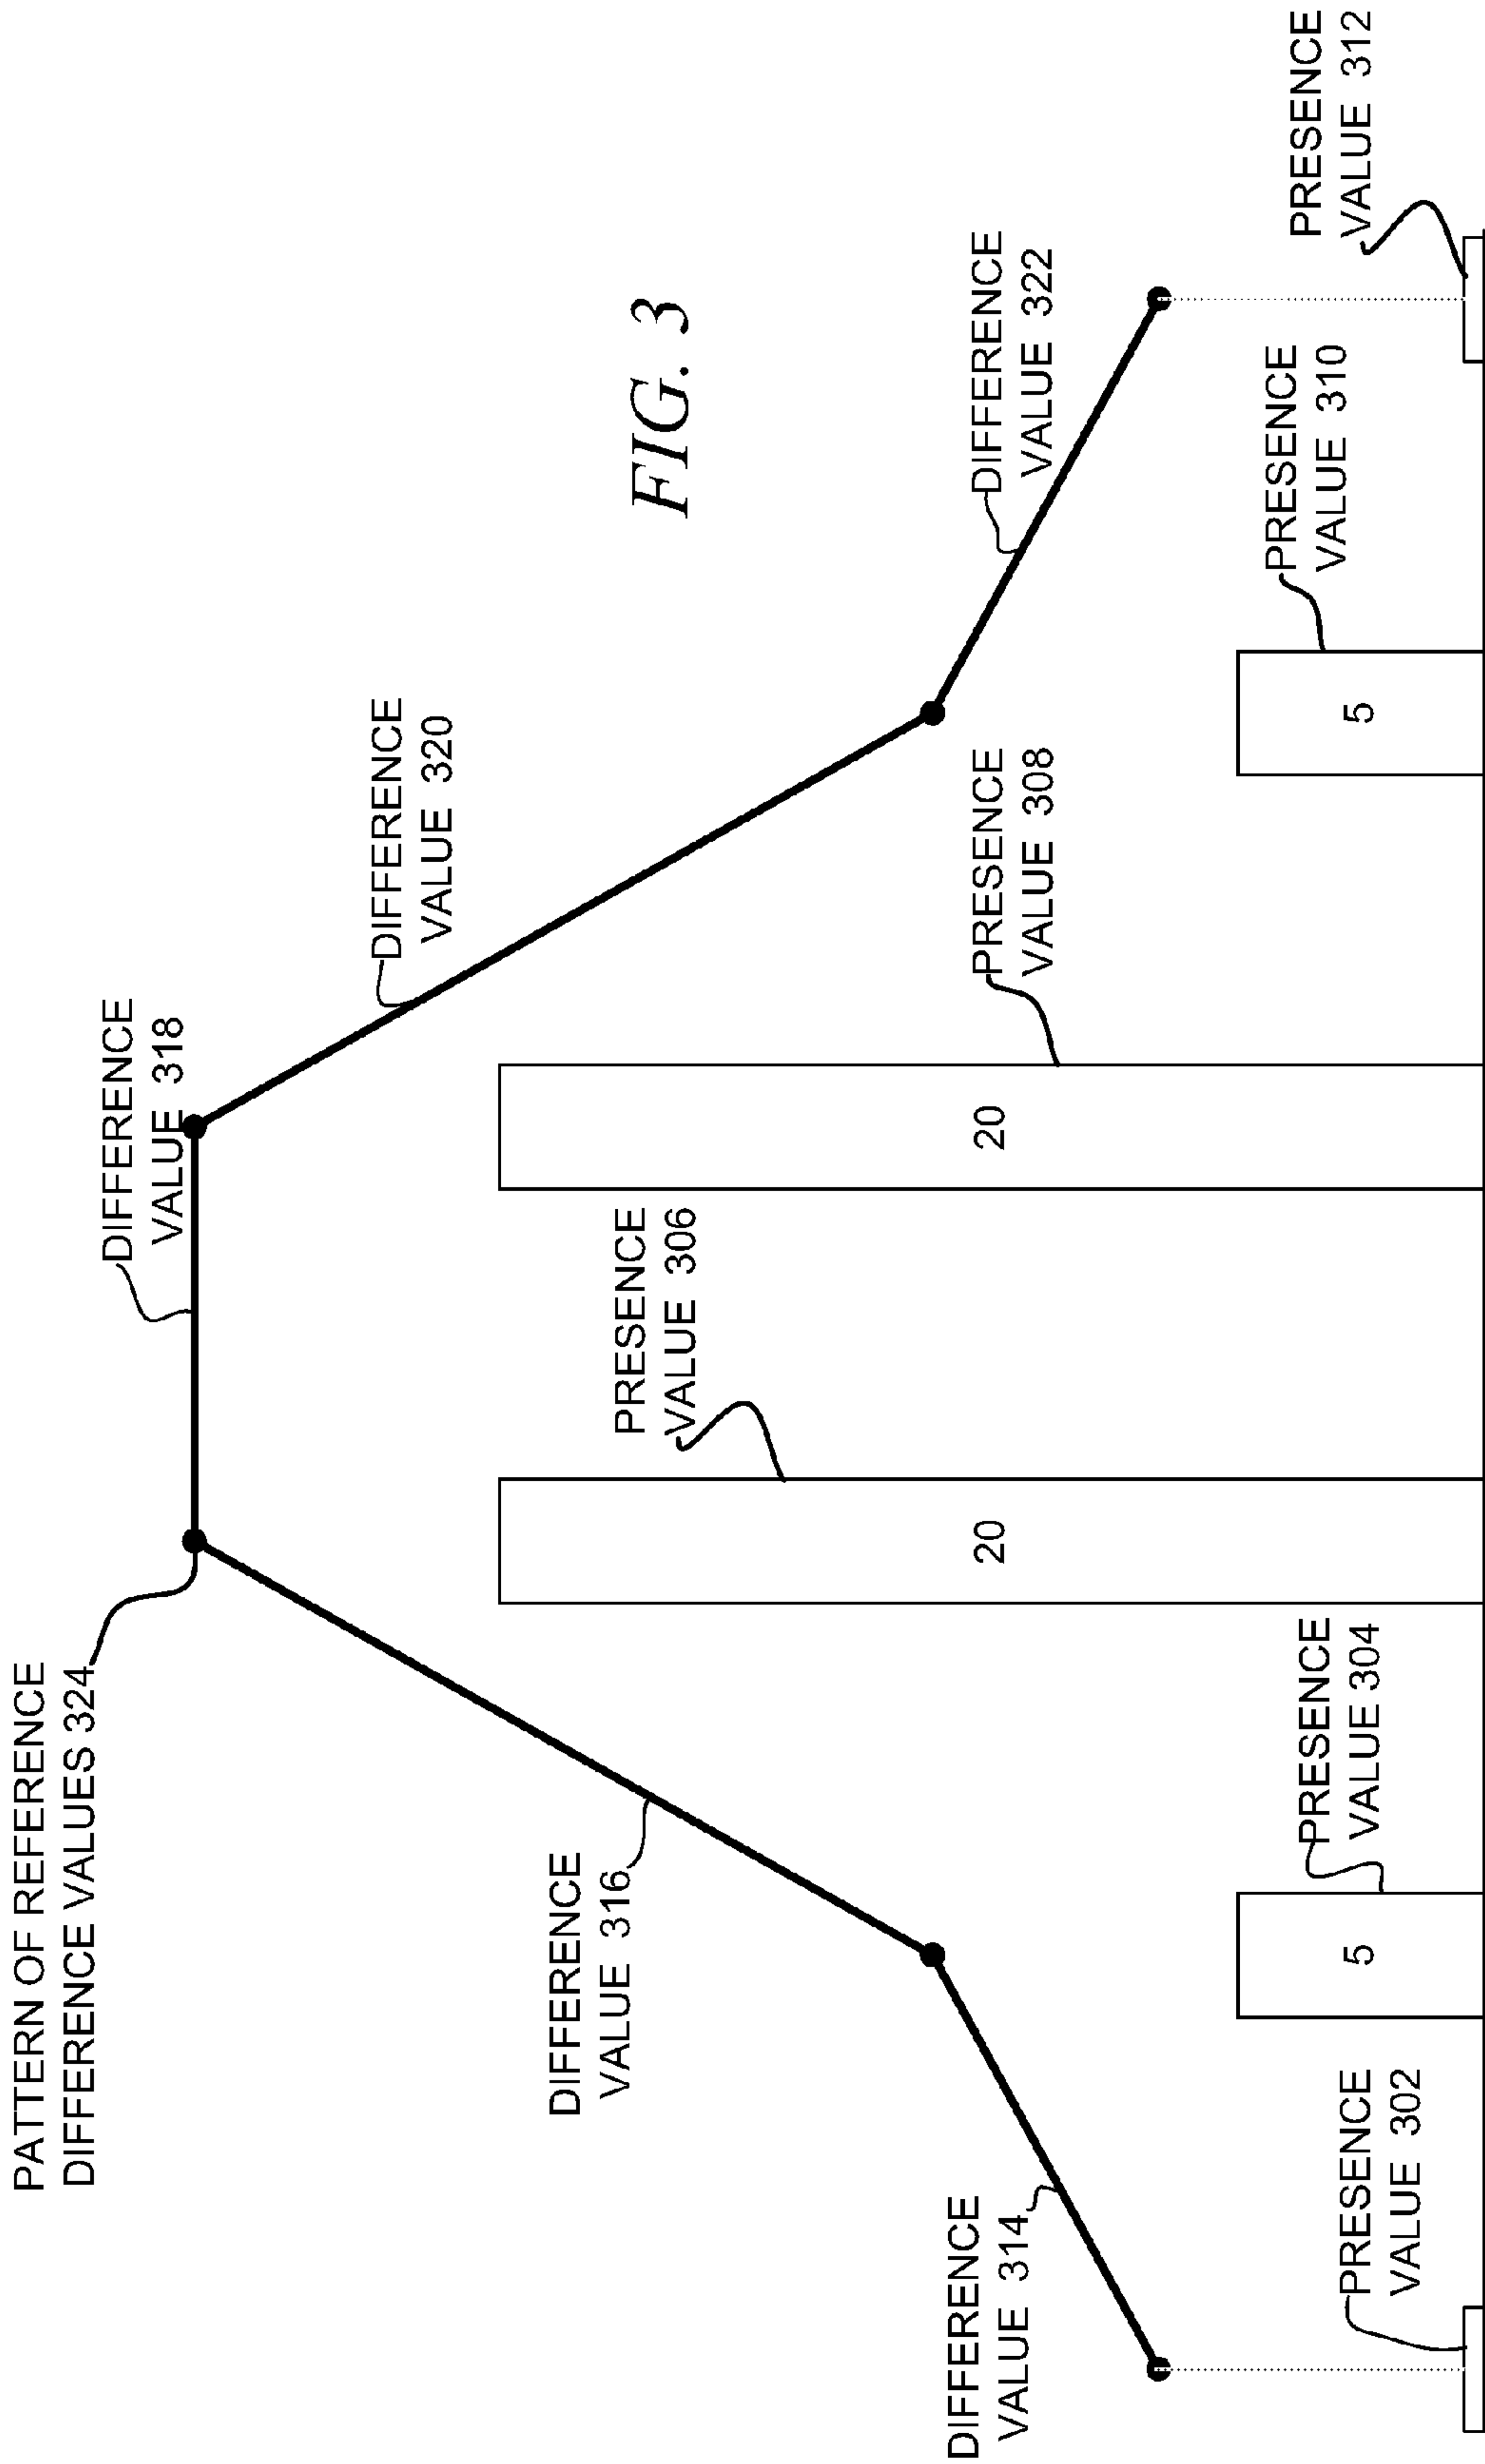 PATTERN OF REFERENCE
DIFFERENCE VALUES 324
DIFFERENCE
VALUE 318
DIFFERENCE
VALUE 320
DIFFERENCE
VALUE 316
PRESENCE
VALUE 306
FIG. 3
DIFFERENCE
VALUE 314
PRESENCE
VALUE 308
DIFFERENCE
VALUE 322
20
20
PRESENCE
VALUE 302
PRESENCE
VALUE 304
5
5
PRESENCE
VALUE 310
PRESENCE
VALUE 312